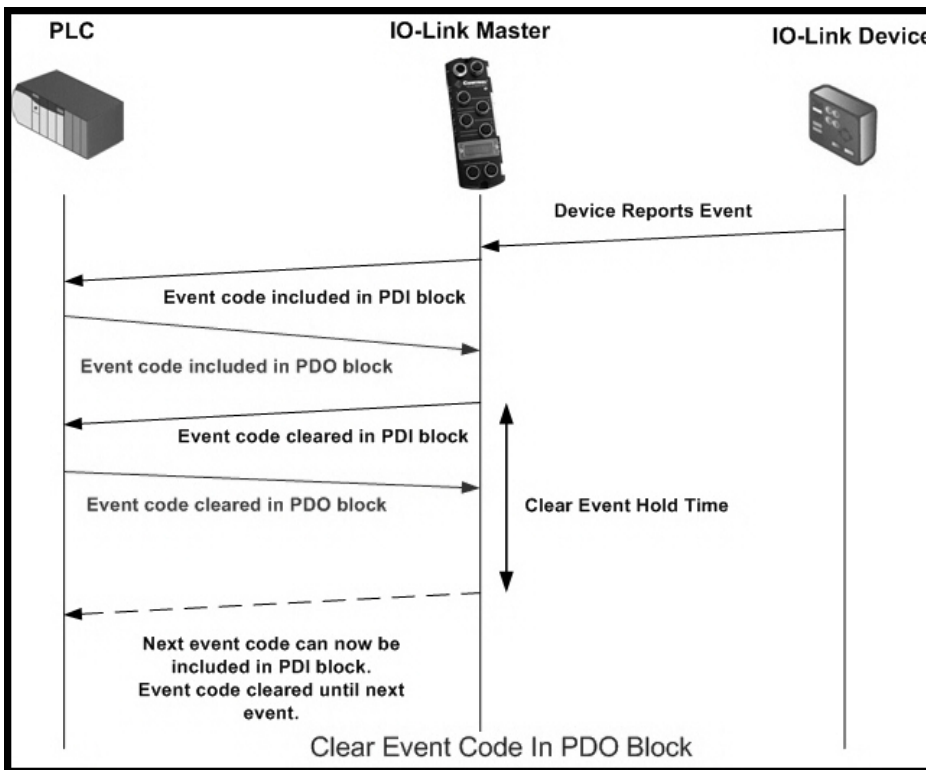 PLC
IO-Link Master
IO-Link Device
Device Reports Event
Event code included in PDI block
Event code included in PDO block
Event code cleared in PDI block
Event code cleared in PDO block
Clear Event Hold Time
Next event code can now be
included in PDI block.
Event code cleared until next
event.
Clear Event Code In PDO Block